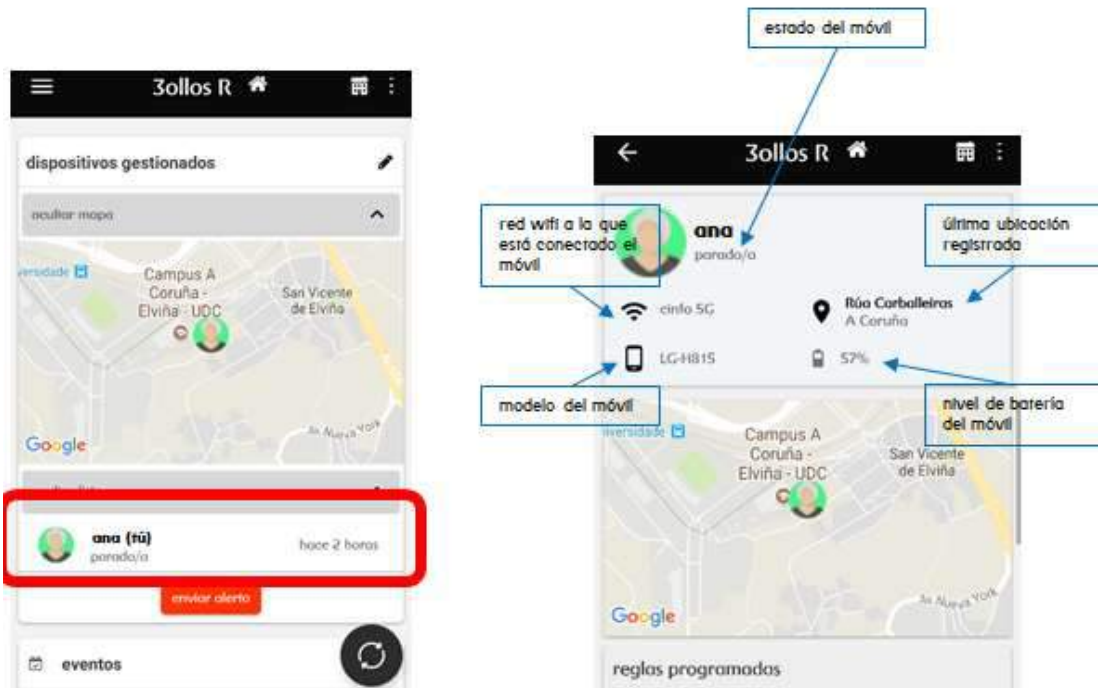 estado del móvil
3ollos R
dispositivos gestionados
ocultar mapa
Campus A
Coruña -
Elviña - UDC
San Vicente
de Elviña
Google
ana (tú)
parado/a
hace 2 horas
enviar alerta
eventos
3ollos R
red wifi a la que
está conectado el
móvil
ana
parado/a
última ubicación
registrada
cinfo 5G
Rúa Carballeiras
A Coruña
LG-H815
57%
modelo del móvil
nivel de batería
del móvil
Campus A
Coruña -
Elviña - UDC
San Vicente
de Elviña
Av. Nueva York
Google
reglas programadas